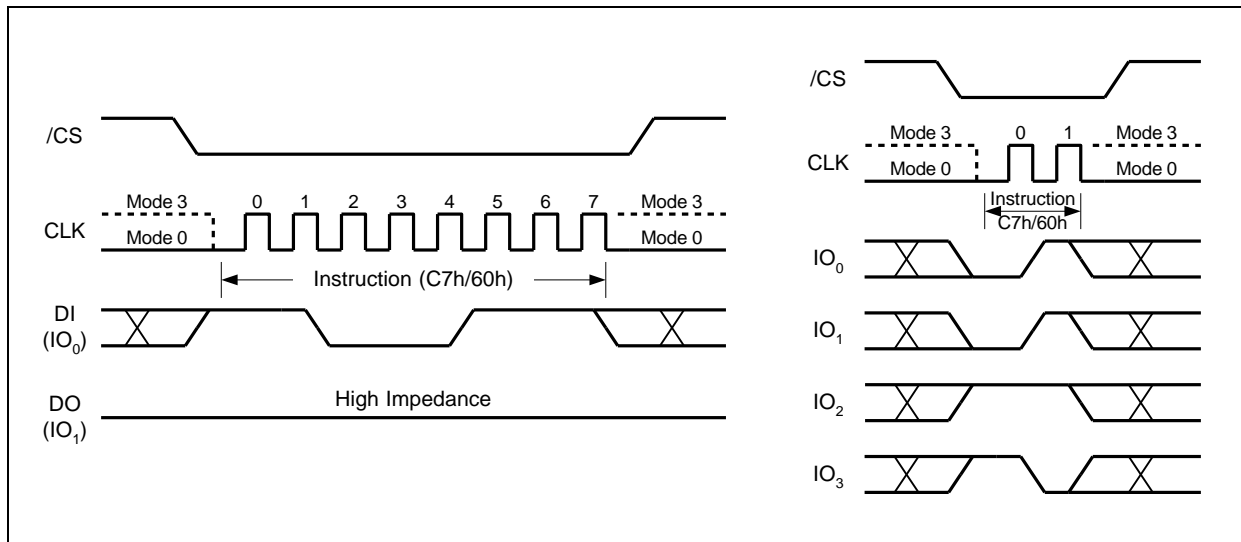 /CS
Mode 3
0 1 2 3 4 5 6 7
Mode 3
CLK
Mode 0
Mode 0
Instruction (C7h/60h)
DI
(IO0)
DO
(IO1)
High Impedance
/CS
Mode 3
0 1
Mode 3
CLK
Mode 0
Mode 0
Instruction
C7h/60h
IO0
IO1
IO2
IO3